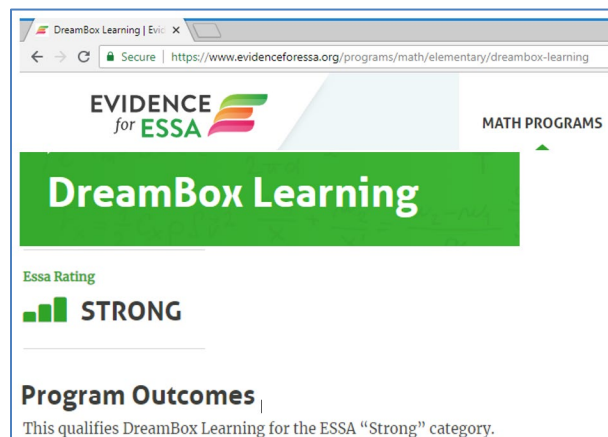 DreamBox Learning | Evid
Secure | https://www.evidenceforessa.org/programs/math/elementary/dreambox-learning
EVIDENCE
for ESSA
MATH PROGRAMS
DreamBox Learning
Essa Rating
STRONG
Program Outcomes
This qualifies DreamBox Learning for the ESSA “Strong” category.